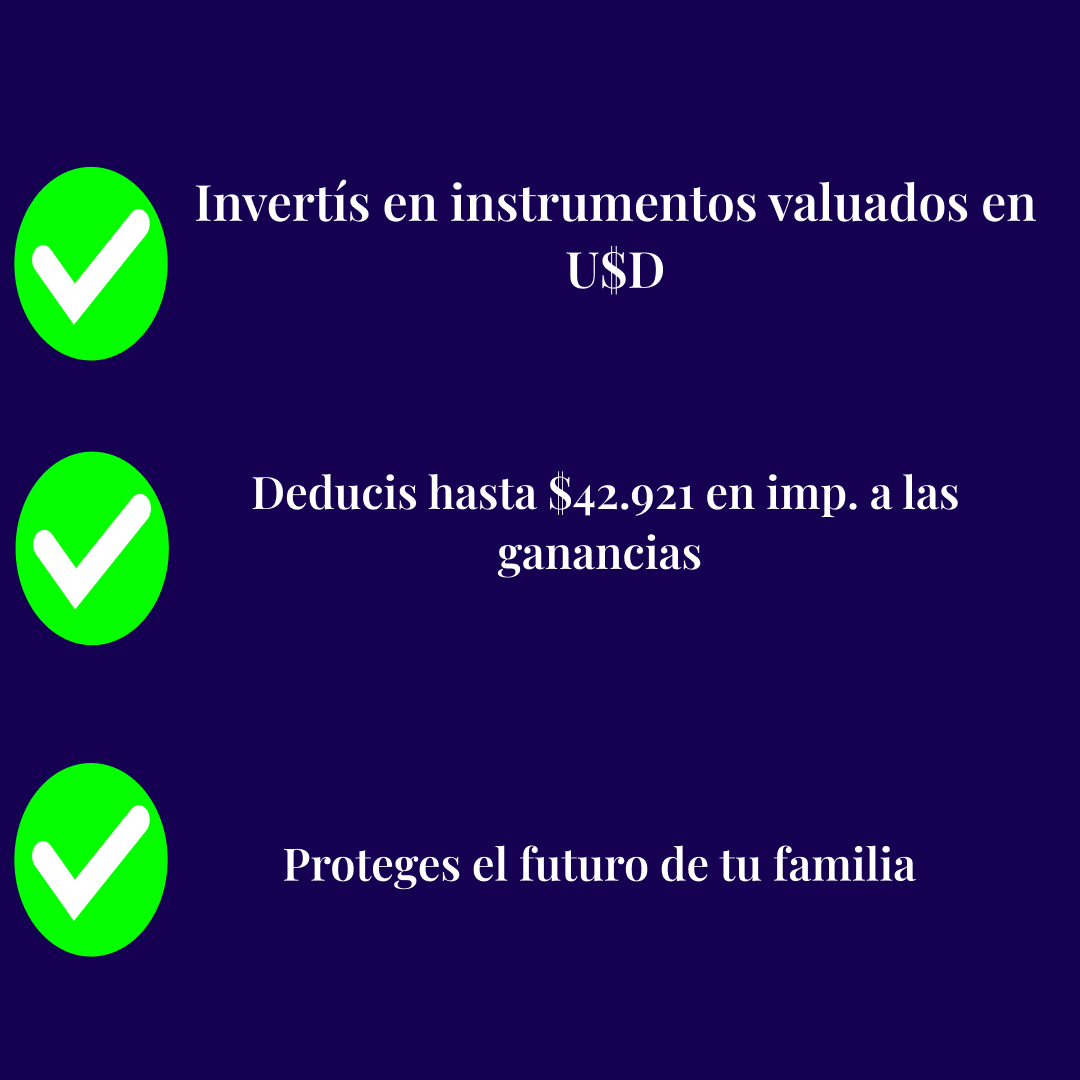 Invertís en instrumentos valuados en
U$D
Deducis hasta $42.921 en imp. a las
ganancias
Proteges el futuro de tu familia